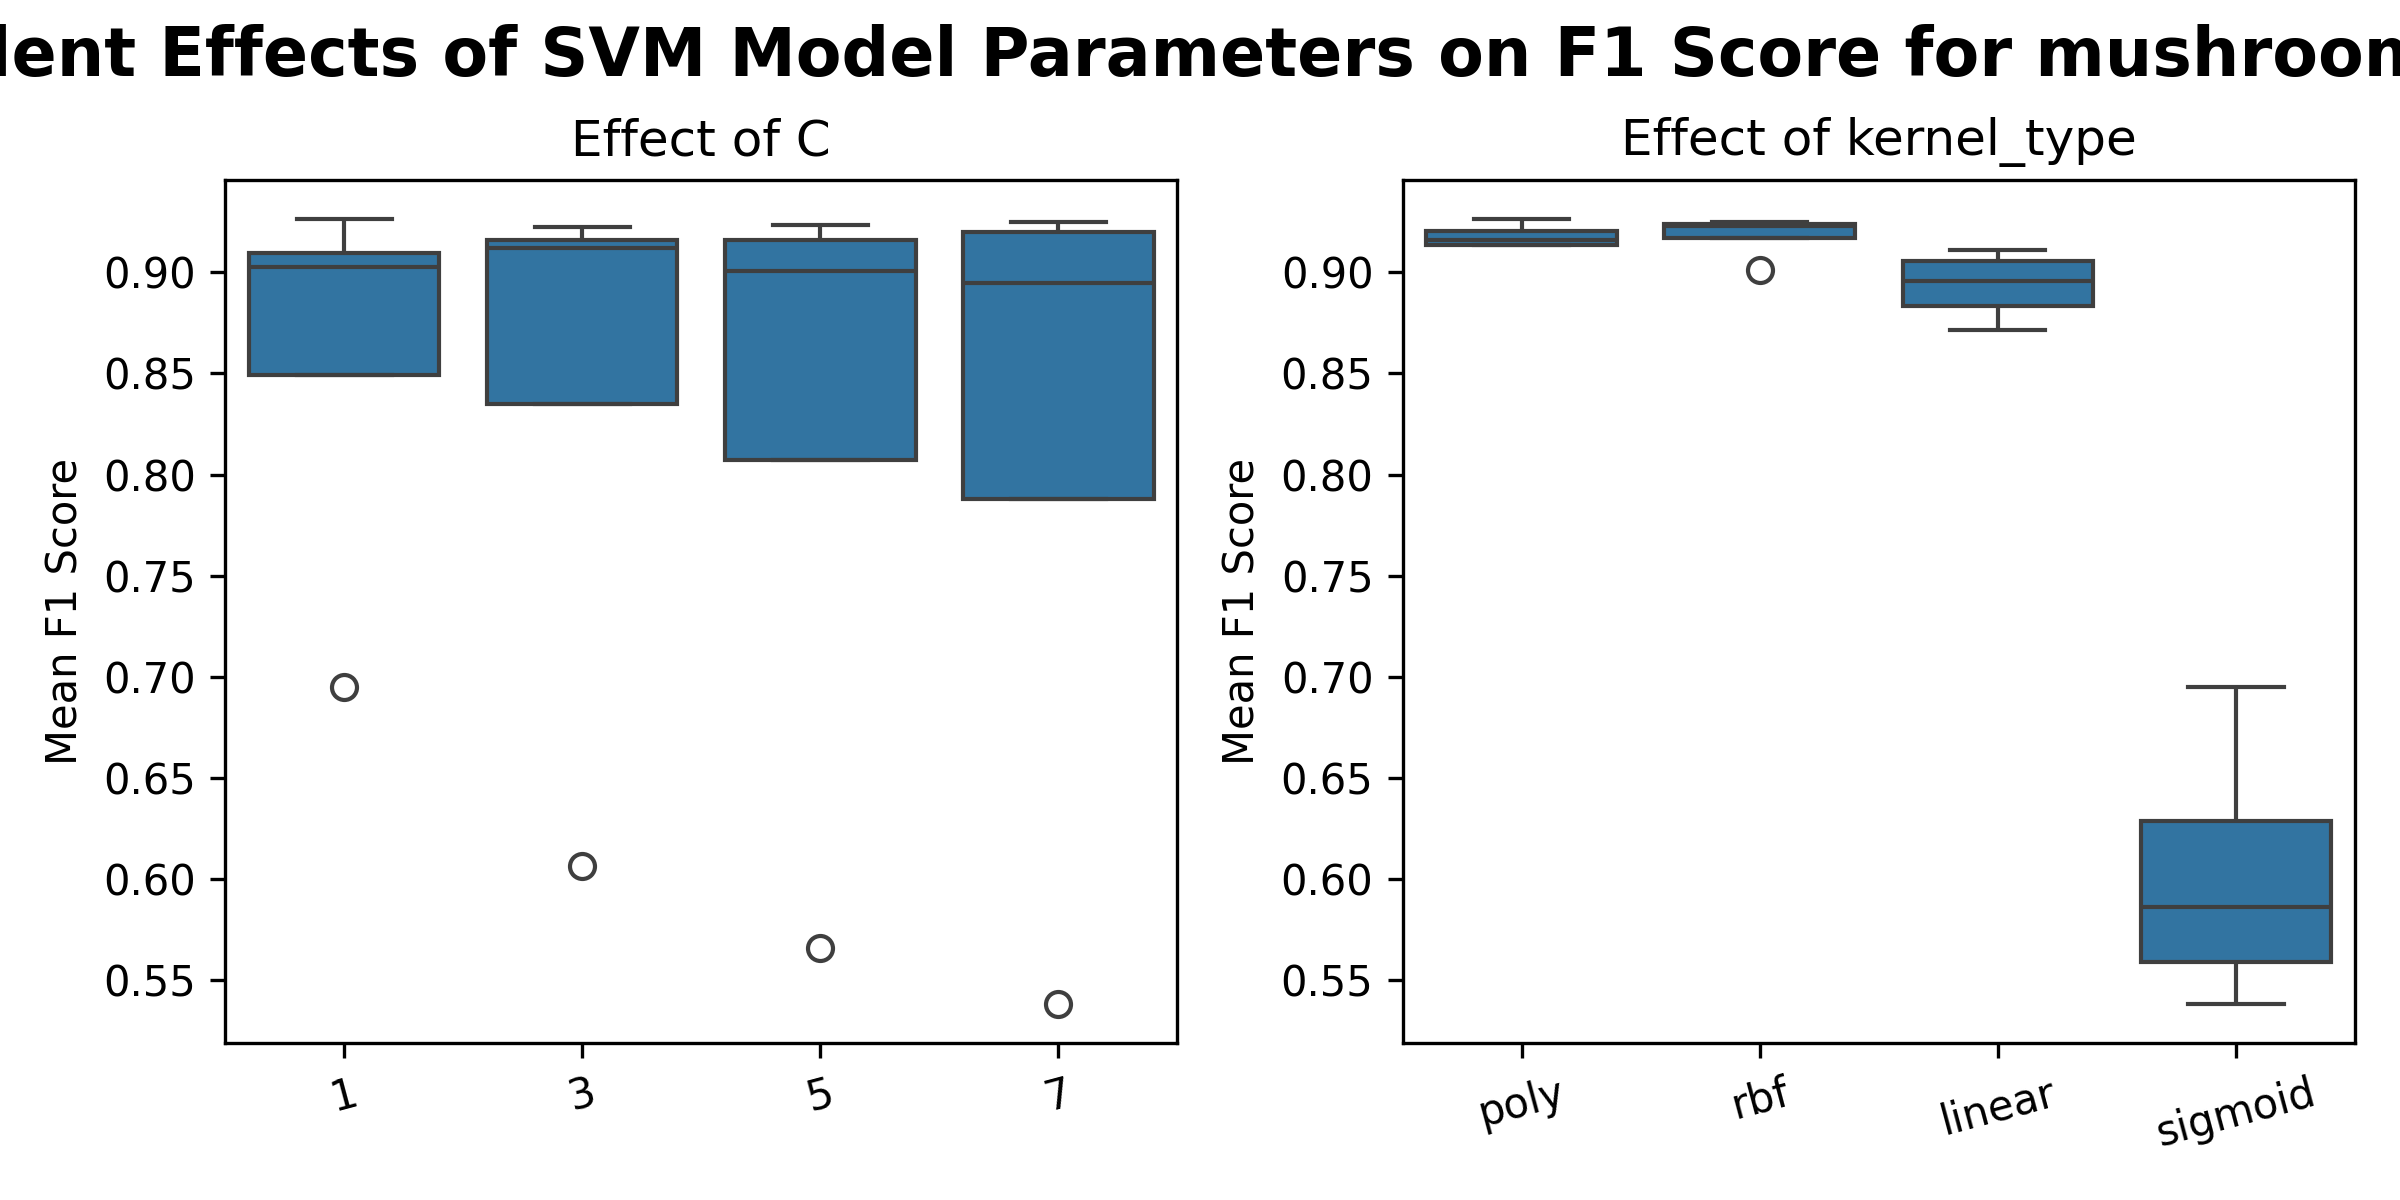 dent Effects of SVM Model Parameters on F1 Score for mushroom
Effect of C
Mean F1 Score
0.90
0.85
0.80
0.75
0.70
0.65
0.60
0.55
1 3 5 7
Effect of kernel_type
Mean F1 Score
0.90
0.85
0.80
0.75
0.70
0.65
0.60
0.55
poly rbf linear sigmoid